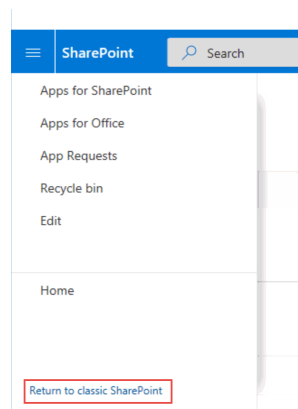 SharePoint
Search
Apps for SharePoint
Apps for Office
App Requests
Recycle bin
Edit
Home
Return to classic SharePoint